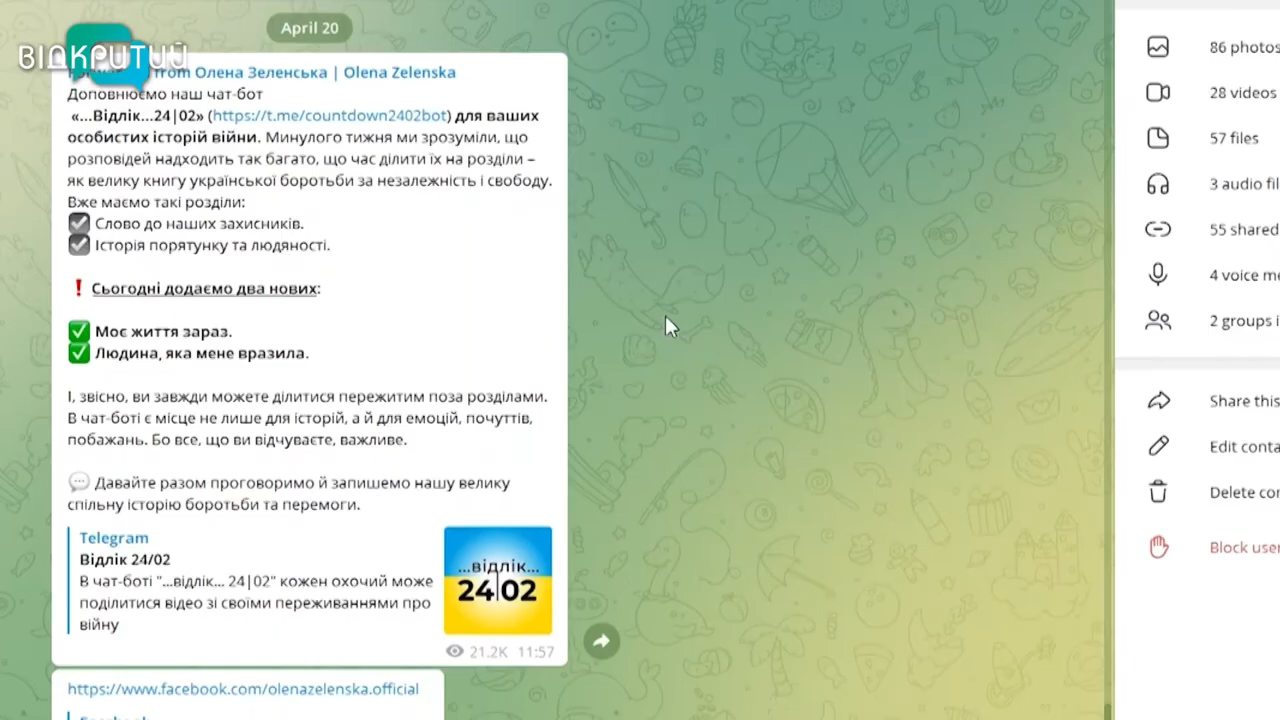 ВІДКРИТИЙ
April 20
from Олена Зеленська | Olena Zelenska
Доповнюємо наш чат-бот
«...Відлік...24|02» (https://t.me/countdown2402bot) для ваших
особистих історій війни. Минулого тижня ми зрозуміли, що
розповідей надходить так багато, що час ділити їх на розділи –
як велику книгу української боротьби за незалежність і свободу.
Вже маємо такі розділи:
☑️ Слово до наших захисників.
☑️ Історія порятунку та людяності.
❗ Сьогодні додаємо два нових:
✅ Моє життя зараз.
✅ Людина, яка мене вразила.
І, звісно, ви завжди можете ділитися пережитим поза розділами.
В чат-боті є місце не лише для історій, а й для емоцій, почуттів,
побажань. Бо все, що ви відчуваєте, важливе.
💬 Давайте разом проговоримо й запишемо нашу велику
спільну історію боротьби та перемоги.
Telegram
Відлік 24/02
В чат-боті "...відлік... 24|02" кожен охочий може
поділитися відео зі своїми переживаннями про
війну
...відлік...
24|02
21.2K 11:57
https://www.facebook.com/olenazelenska.official
86 photos
28 videos
57 files
3 audio fil
55 shared
4 voice me
2 groups i
Share this
Edit conta
Delete con
Block user